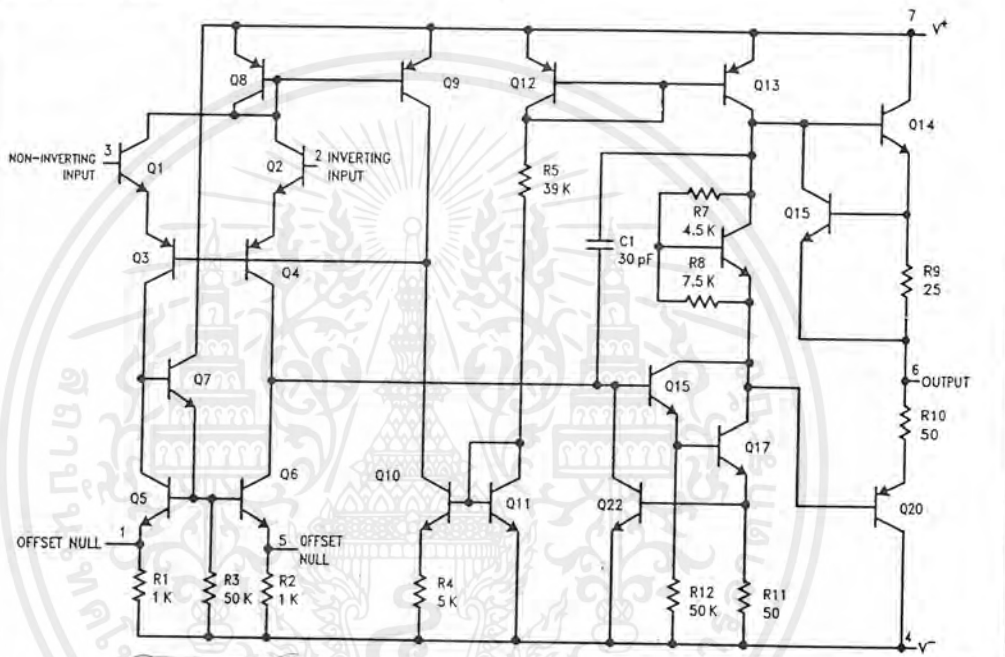 7
V+
Q8
Q9
Q12
Q13
Q14
3
NON-INVERTING
INPUT
Q1
Q2
2 INVERTING
INPUT
R5
39 K
R7
4.5 K
Q15
Q3
Q4
C1
30 pF
R8
7.5 K
R9
25
Q7
Q15
6
OUTPUT
Q17
R10
50
Q5
Q6
Q10
Q11
Q22
Q20
1
OFFSET NULL
5 OFFSET
NULL
R1
1 K
R3
50 K
R2
1 K
R4
5 K
R12
50 K
R11
50
4
V-